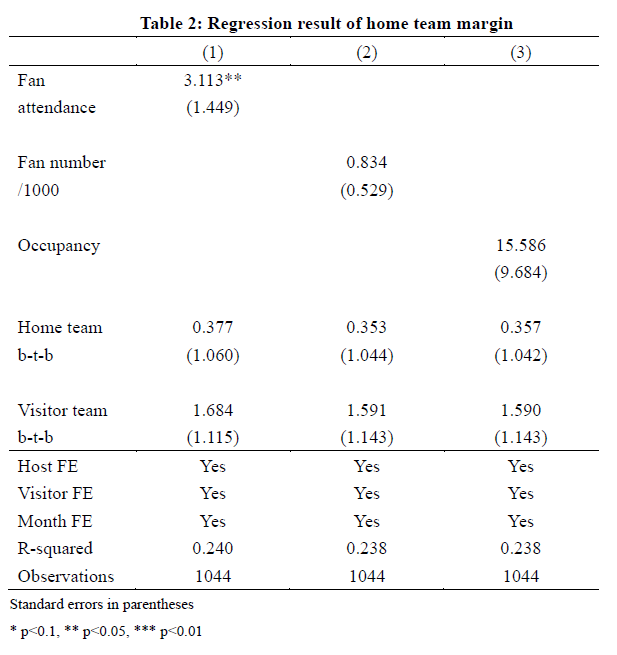 Table 2: Regression result of home team margin
(1) (2) (3)
Fan 3.113**
attendance (1.449)
Fan number 0.834
/1000 (0.529)
Occupancy 15.586
(9.684)
Home team 0.377 0.353 0.357
b-t-b (1.060) (1.044) (1.042)
Visitor team 1.684 1.591 1.590
b-t-b (1.115) (1.143) (1.143)
Host FE Yes Yes Yes
Visitor FE Yes Yes Yes
Month FE Yes Yes Yes
R-squared 0.240 0.238 0.238
Observations 1044 1044 1044
Standard errors in parentheses
* p<0.1, ** p<0.05, *** p<0.01